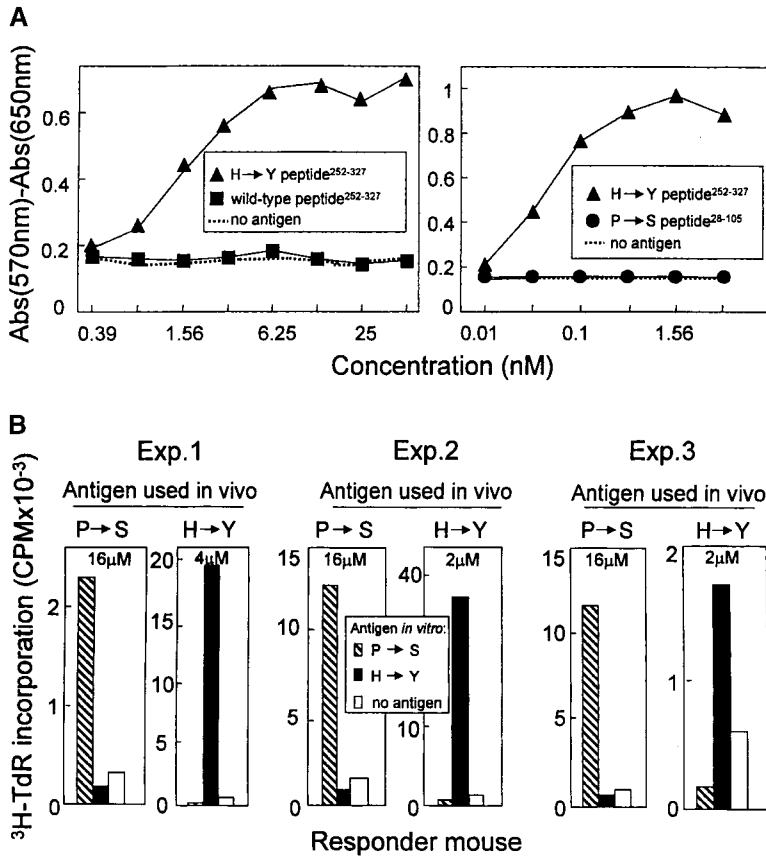 A
Abs(570nm)-Abs(650nm)
0.6
0.4
0.2
0
▲ H→Y peptide²⁵²⁻³²⁷
■ wild-type peptide²⁵²⁻³²⁷
no antigen
0.39 1.56 6.25 25
1
0.8
0.6
0.4
0.2
0
▲ H→Y peptide²⁵²⁻³²⁷
● P→S peptide²⁸⁻¹⁰⁵
no antigen
0.01 0.1 1.56
Concentration (nM)
B
³H-TdR incorporation (CPMx10⁻³)
Exp.1
Antigen used in vivo
P→S H→Y
16μM
2
1
0
4μM
20
15
10
5
0
Exp.2
Antigen used in vivo
P→S H→Y
16μM
15
10
5
0
2μM
40
10
0
Antigen in vitro:
P → S
H → Y
no antigen
Exp.3
Antigen used in vivo
P→S H→Y
16μM
15
10
5
0
2μM
2
1
0
Responder mouse